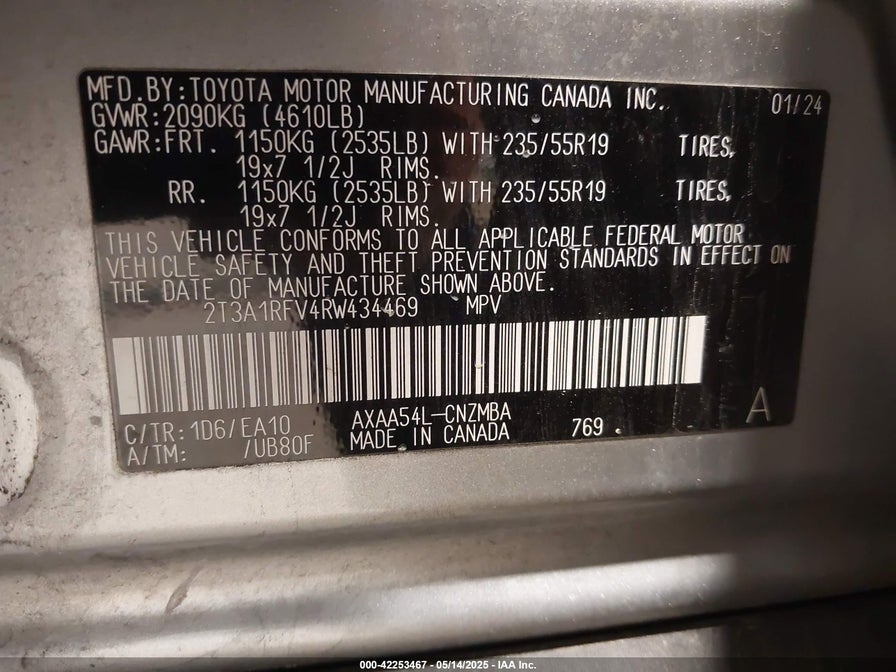 MFD.BY:TOYOTA MOTOR MANUFACTURING CANADA INC. 01/24
GVWR:2090KG (4610LB)
GAWR:FRT. 1150KG (2535LB) WITH 235/55R19 TIRES,
19x7 1/2J RIMS.
RR. 1150KG (2535LB) WITH 235/55R19 TIRES,
19x7 1/2J RIMS.
THIS VEHICLE CONFORMS TO ALL APPLICABLE FEDERAL MOTOR
VEHICLE SAFETY AND THEFT PREVENTION STANDARDS IN EFFECT ON
THE DATE OF MANUFACTURE SHOWN ABOVE.
2T3A1RFV4RW434469 MPV
C/TR:1D6/EA10 AXAA54L-CNZMBA A
A/TM: /UB80F MADE IN CANADA 769
000-42253467 - 05/14/2025 - IAA Inc.